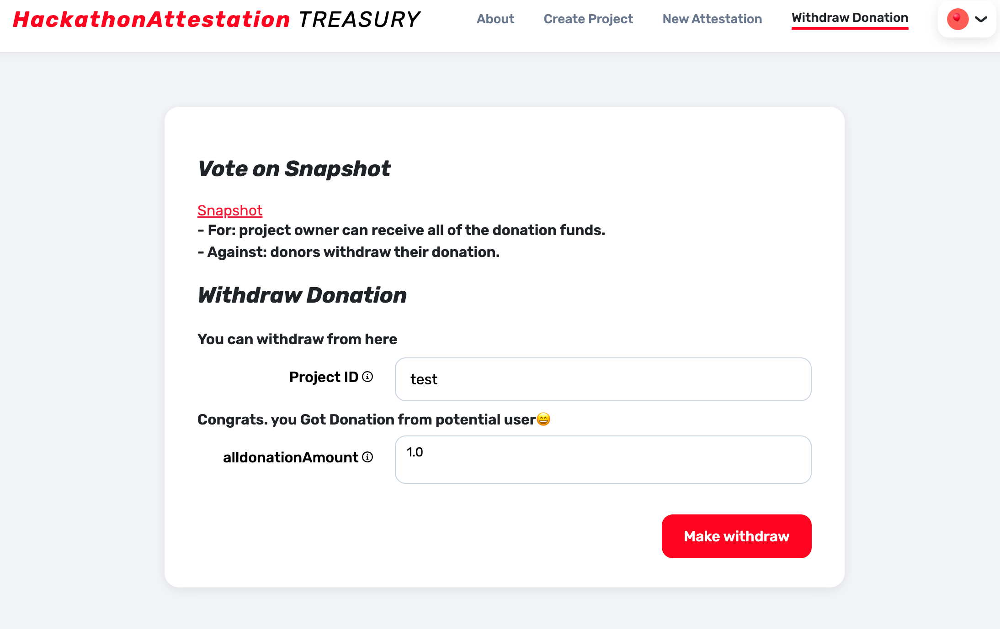 HackathonAttestation TREASURY
About
Create Project
New Attestation
Withdraw Donation
Vote on Snapshot
Snapshot
- For: project owner can receive all of the donation funds.
- Against: donors withdraw their donation.
Withdraw Donation
You can withdraw from here
Project ID
test
Congrats. you Got Donation from potential user😄
alldonationAmount
1.0
Make withdraw